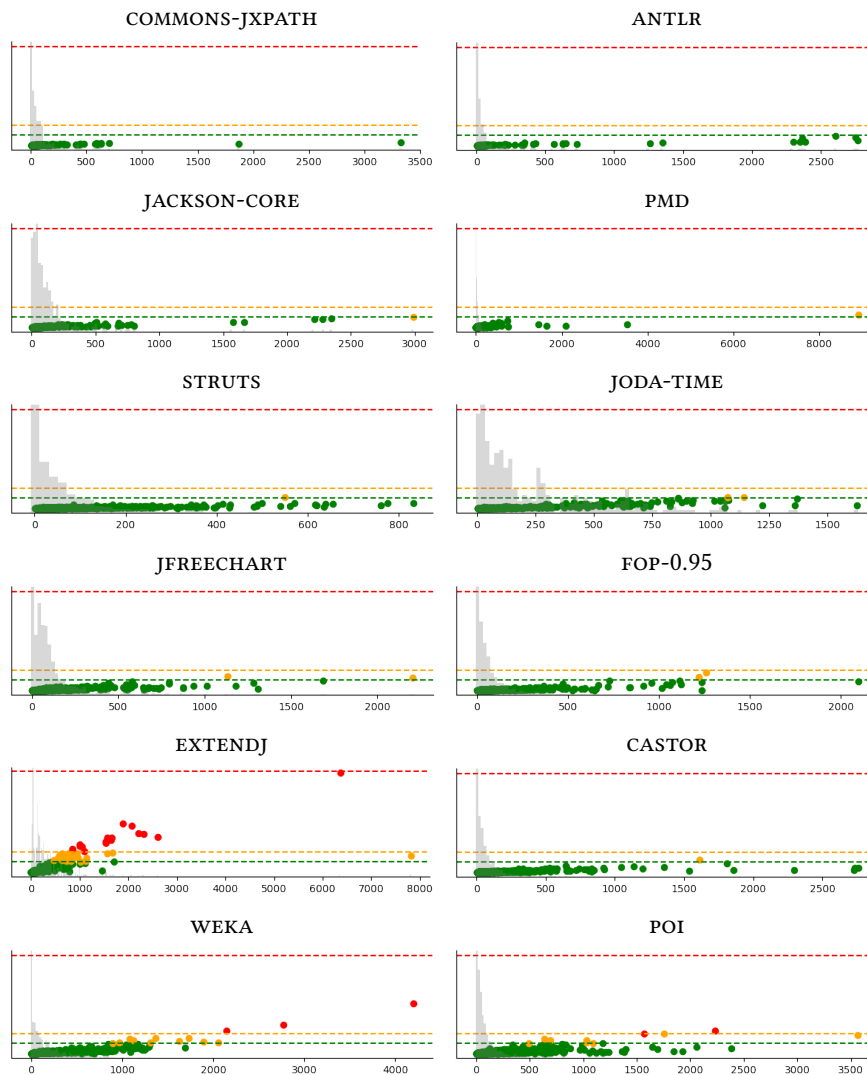 COMMONS-JXPATH
0 500 1000 1500 2000 2500 3000 3500
ANTLR
0 500 1000 1500 2000 2500
JACKSON-CORE
0 500 1000 1500 2000 2500 3000
PMD
0 2000 4000 6000 8000
STRUTS
0 200 400 600 800
JODA-TIME
0 250 500 750 1000 1250 1500
JFREECHART
0 500 1000 1500 2000
FOP-0.95
0 500 1000 1500 2000
EXTENDJ
0 1000 2000 3000 4000 5000 6000 7000 8000
CASTOR
0 500 1000 1500 2000 2500
WEKA
0 1000 2000 3000 4000
POI
0 500 1000 1500 2000 2500 3000 3500